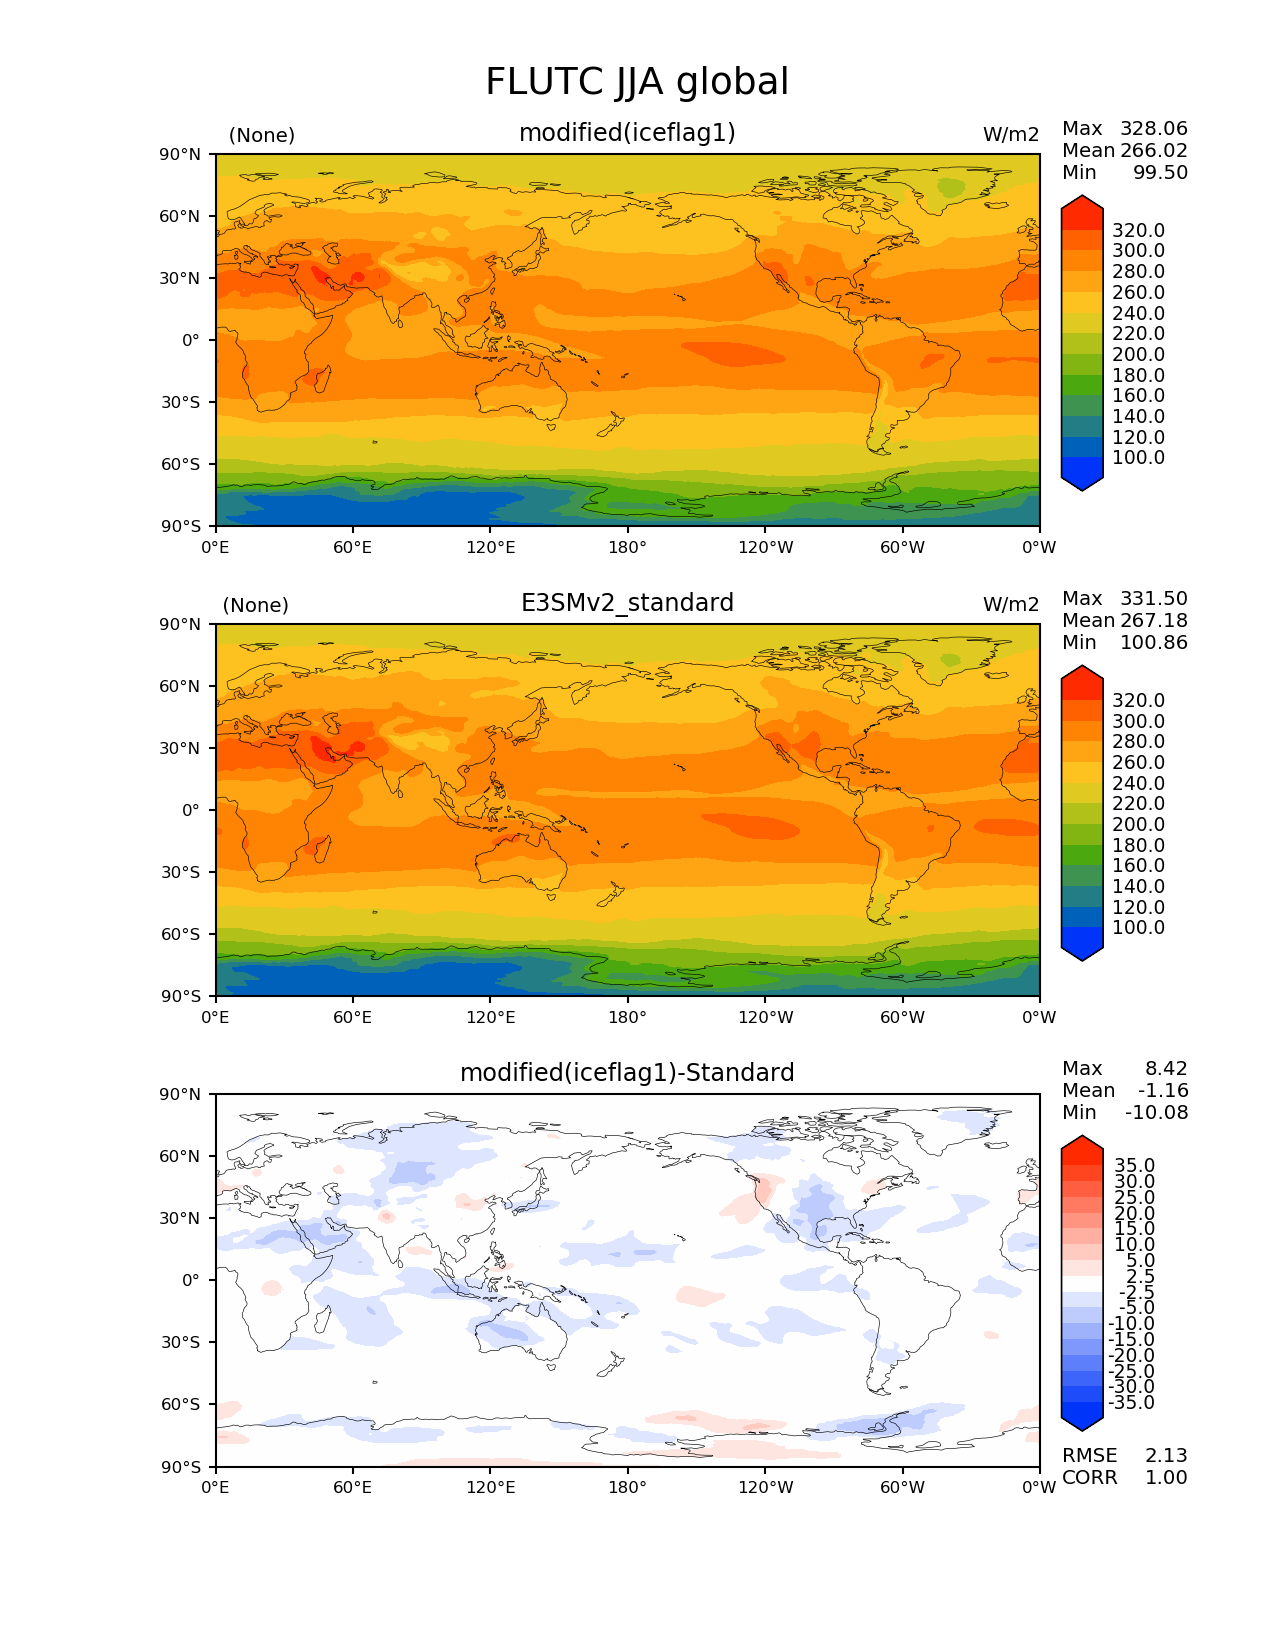 FLUTC JJA global
(None) modified(iceflag1) W/m2
Max 328.06
Mean 266.02
Min 99.50
90°N
60°N
30°N
0°
30°S
60°S
90°S
0°E 60°E 120°E 180° 120°W 60°W 0°W
320.0
300.0
280.0
260.0
240.0
220.0
200.0
180.0
160.0
140.0
120.0
100.0
(None) E3SMv2_standard W/m2
Max 331.50
Mean 267.18
Min 100.86
90°N
60°N
30°N
0°
30°S
60°S
90°S
0°E 60°E 120°E 180° 120°W 60°W 0°W
320.0
300.0
280.0
260.0
240.0
220.0
200.0
180.0
160.0
140.0
120.0
100.0
modified(iceflag1)-Standard
Max 8.42
Mean -1.16
Min -10.08
90°N
60°N
30°N
0°
30°S
60°S
90°S
0°E 60°E 120°E 180° 120°W 60°W 0°W
35.0
30.0
25.0
20.0
15.0
10.0
5.0
2.5
-2.5
-5.0
-10.0
-15.0
-20.0
-25.0
-30.0
-35.0
RMSE 2.13
CORR 1.00